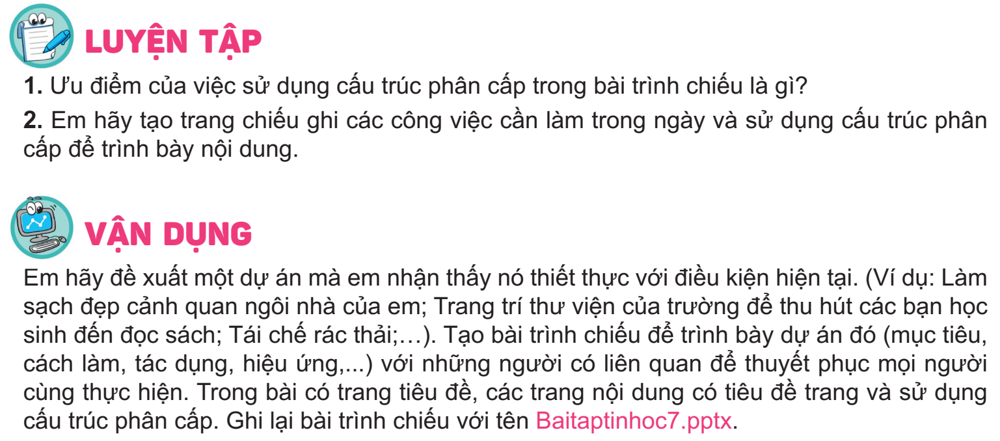 LUYỆN TẬP
1. Ưu điểm của việc sử dụng cấu trúc phân cấp trong bài trình chiếu là gì?
2. Em hãy tạo trang chiếu ghi các công việc cần làm trong ngày và sử dụng cấu trúc phân
cấp để trình bày nội dung.
VẬN DỤNG
Em hãy đề xuất một dự án mà em nhận thấy nó thiết thực với điều kiện hiện tại. (Ví dụ: Làm
sạch đẹp cảnh quan ngôi nhà của em; Trang trí thư viện của trường để thu hút các bạn học
sinh đến đọc sách; Tái chế rác thải;…). Tạo bài trình chiếu để trình bày dự án đó (mục tiêu,
cách làm, tác dụng, hiệu ứng,...) với những người có liên quan để thuyết phục mọi người
cùng thực hiện. Trong bài có trang tiêu đề, các trang nội dung có tiêu đề trang và sử dụng
cấu trúc phân cấp. Ghi lại bài trình chiếu với tên Baitaptinhoc7.pptx.